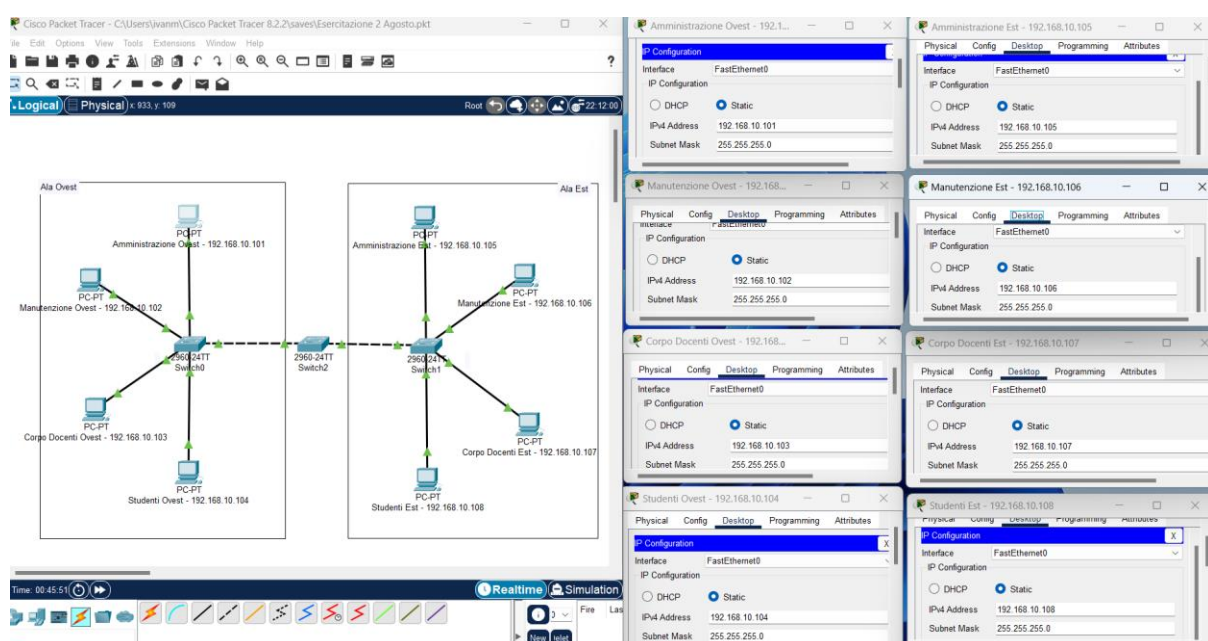 Cisco Packet Tracer - C:\Users\ivanm\Cisco Packet Tracer 8.2.2\saves\Esercitazione 2 Agosto.pkt
File Edit Options View Tools Extensions Window Help
Logical Physical x: 933, y: 109 Root 22:12:00
Ala Ovest
Ala Est
PC-PT
Amministrazione Ovest - 192.168.10.101
PC-PT
Amministrazione Est - 192.168.10.105
PC-PT
Manutenzione Ovest - 192.168.10.102
PC-PT
Manutenzione Est - 192.168.10.106
2960-24TT
Switch0
2960-24TT
Switch2
2960-24TT
Switch1
PC-PT
Corpo Docenti Ovest - 192.168.10.103
PC-PT
Corpo Docenti Est - 192.168.10.107
PC-PT
Studenti Ovest - 192.168.10.104
PC-PT
Studenti Est - 192.168.10.108
Time: 00:45:51 Realtime Simulation
Fire Las
New
Amministrazione Ovest - 192.1...
IP Configuration
Interface FastEthernet0
IP Configuration
DHCP Static
IPv4 Address 192.168.10.101
Subnet Mask 255.255.255.0
Amministrazione Est - 192.168.10.105
Physical Config Desktop Programming Attributes
Interface FastEthernet0
IP Configuration
DHCP Static
IPv4 Address 192.168.10.105
Subnet Mask 255.255.255.0
Manutenzione Ovest - 192.168...
Physical Config Desktop Programming Attributes
Interface FastEthernet0
IP Configuration
DHCP Static
IPv4 Address 192.168.10.102
Subnet Mask 255.255.255.0
Manutenzione Est - 192.168.10.106
Physical Config Desktop Programming Attributes
Interface FastEthernet0
IP Configuration
DHCP Static
IPv4 Address 192.168.10.106
Subnet Mask 255.255.255.0
Corpo Docenti Ovest - 192.168...
Physical Config Desktop Programming Attributes
Interface FastEthernet0
IP Configuration
DHCP Static
IPv4 Address 192.168.10.103
Subnet Mask 255.255.255.0
Corpo Docenti Est - 192.168.10.107
Physical Config Desktop Programming Attributes
Interface FastEthernet0
IP Configuration
DHCP Static
IPv4 Address 192.168.10.107
Subnet Mask 255.255.255.0
Studenti Ovest - 192.168.10.104
Physical Config Desktop Programming Attributes
IP Configuration X
Interface FastEthernet0
IP Configuration
DHCP Static
IPv4 Address 192.168.10.104
Subnet Mask 255.255.255.0
Studenti Est - 192.168.10.108
Physical Config Desktop Programming Attributes
IP Configuration X
Interface FastEthernet0
IP Configuration
DHCP Static
IPv4 Address 192.168.10.108
Subnet Mask 255.255.255.0